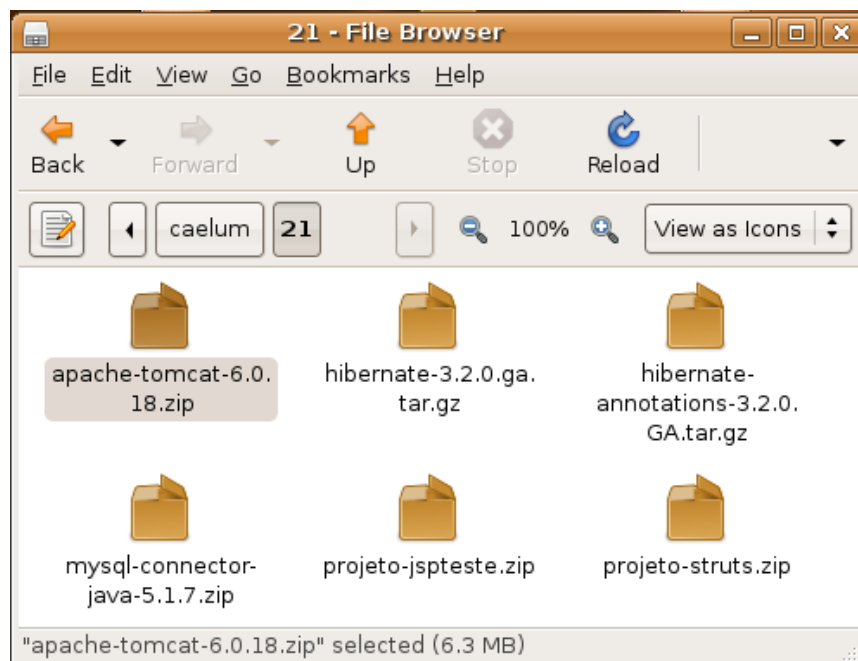 21 - File Browser
File Edit View Go Bookmarks Help
Back Forward Up Stop Reload
caelum 21 100% View as Icons
apache-tomcat-6.0.
18.zip
hibernate-3.2.0.ga.
tar.gz
hibernate-
annotations-3.2.0.
GA.tar.gz
mysql-connector-
java-5.1.7.zip
projeto-jspteste.zip
projeto-struts.zip
"apache-tomcat-6.0.18.zip" selected (6.3 MB)